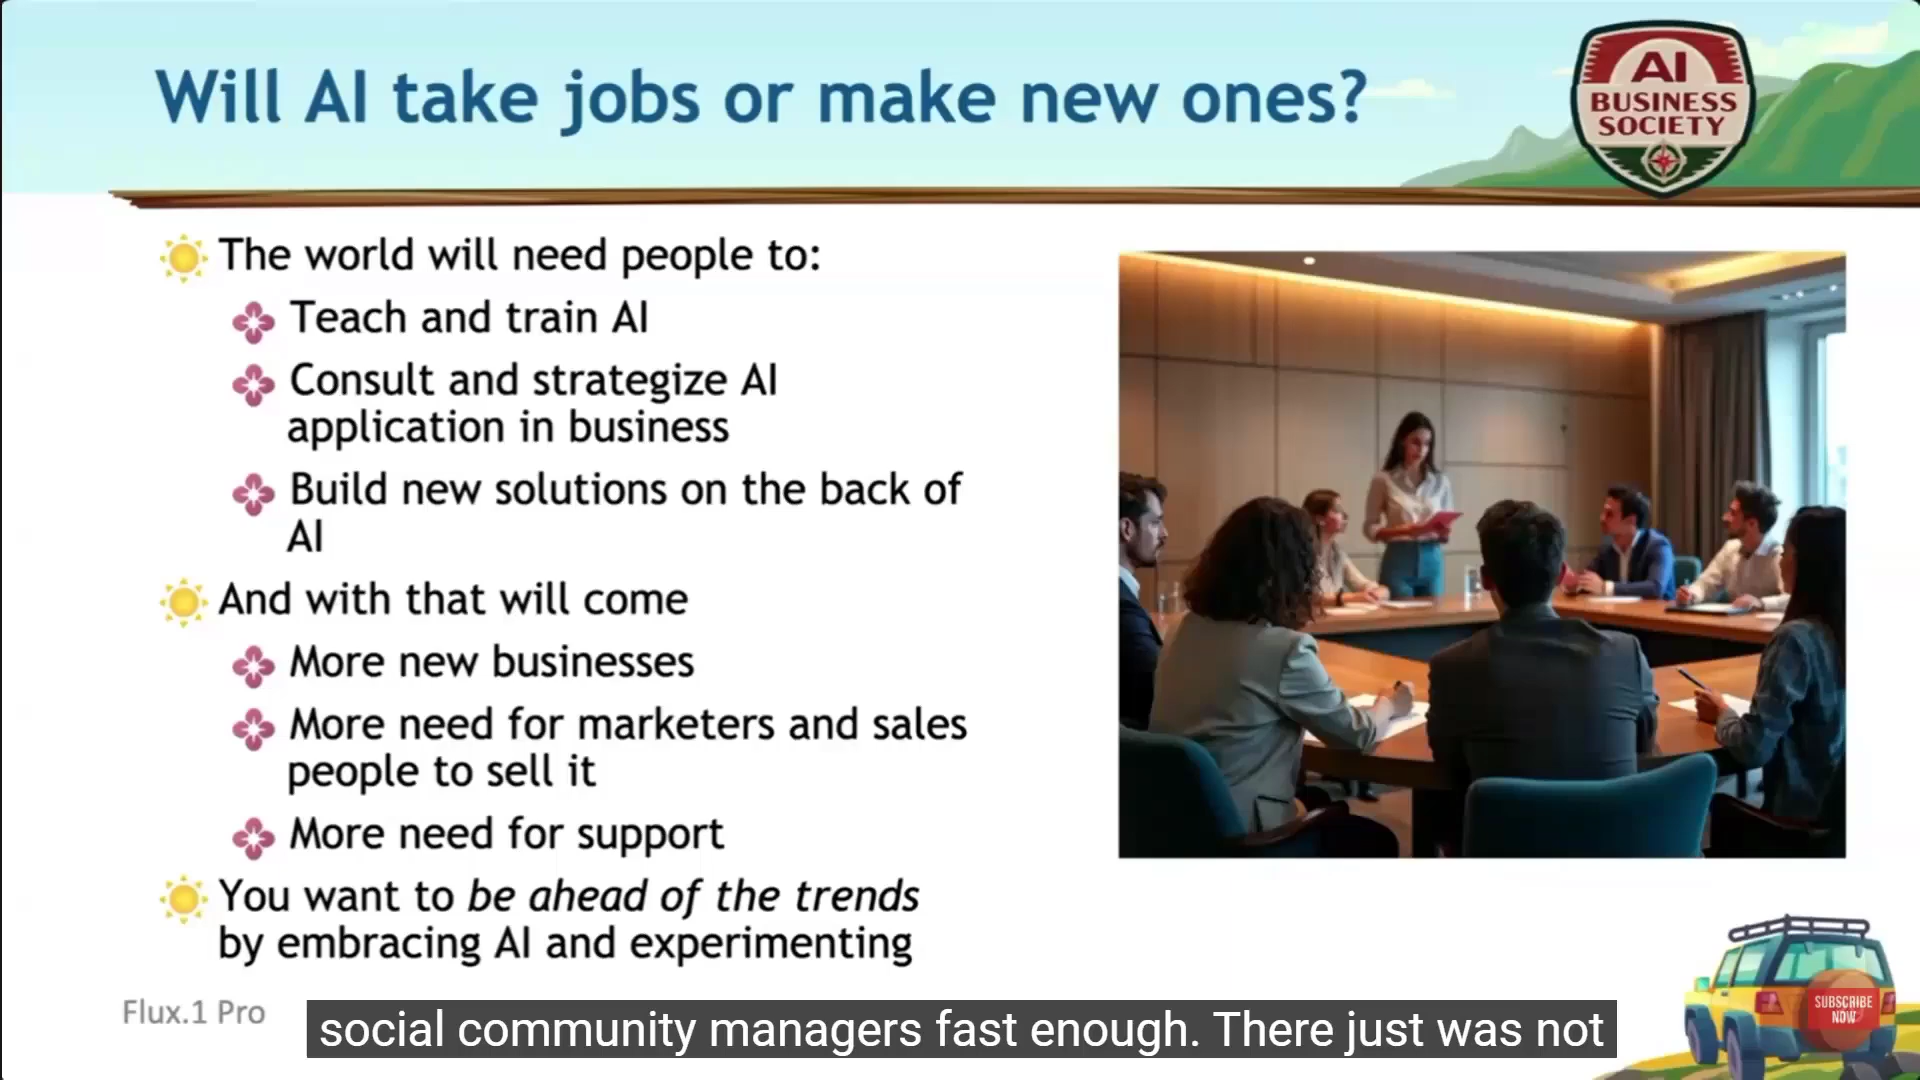 Will AI take jobs or make new ones?
AI
BUSINESS
SOCIETY
The world will need people to:
Teach and train AI
Consult and strategize AI
application in business
Build new solutions on the back of
AI
And with that will come
More new businesses
More need for marketers and sales
people to sell it
More need for support
You want to be ahead of the trends
by embracing AI and experimenting
Flux.1 Pro
social community managers fast enough. There just was not
SUBSCRIBE
NOW